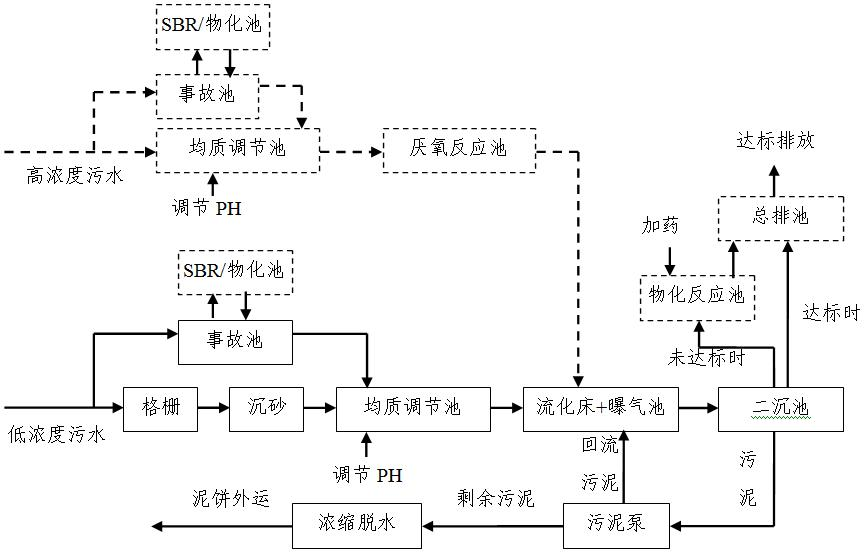 SBR/物化池
事故池
均质调节池
厌氧反应池
高浓度污水
调节 PH
达标排放
总排池
加药
物化反应池
达标时
未达标时
SBR/物化池
事故池
格栅
沉砂
均质调节池
流化床+曝气池
二沉池
低浓度污水
调节 PH
回流
污泥
污
泥
泥饼外运
浓缩脱水
剩余污泥
污泥泵